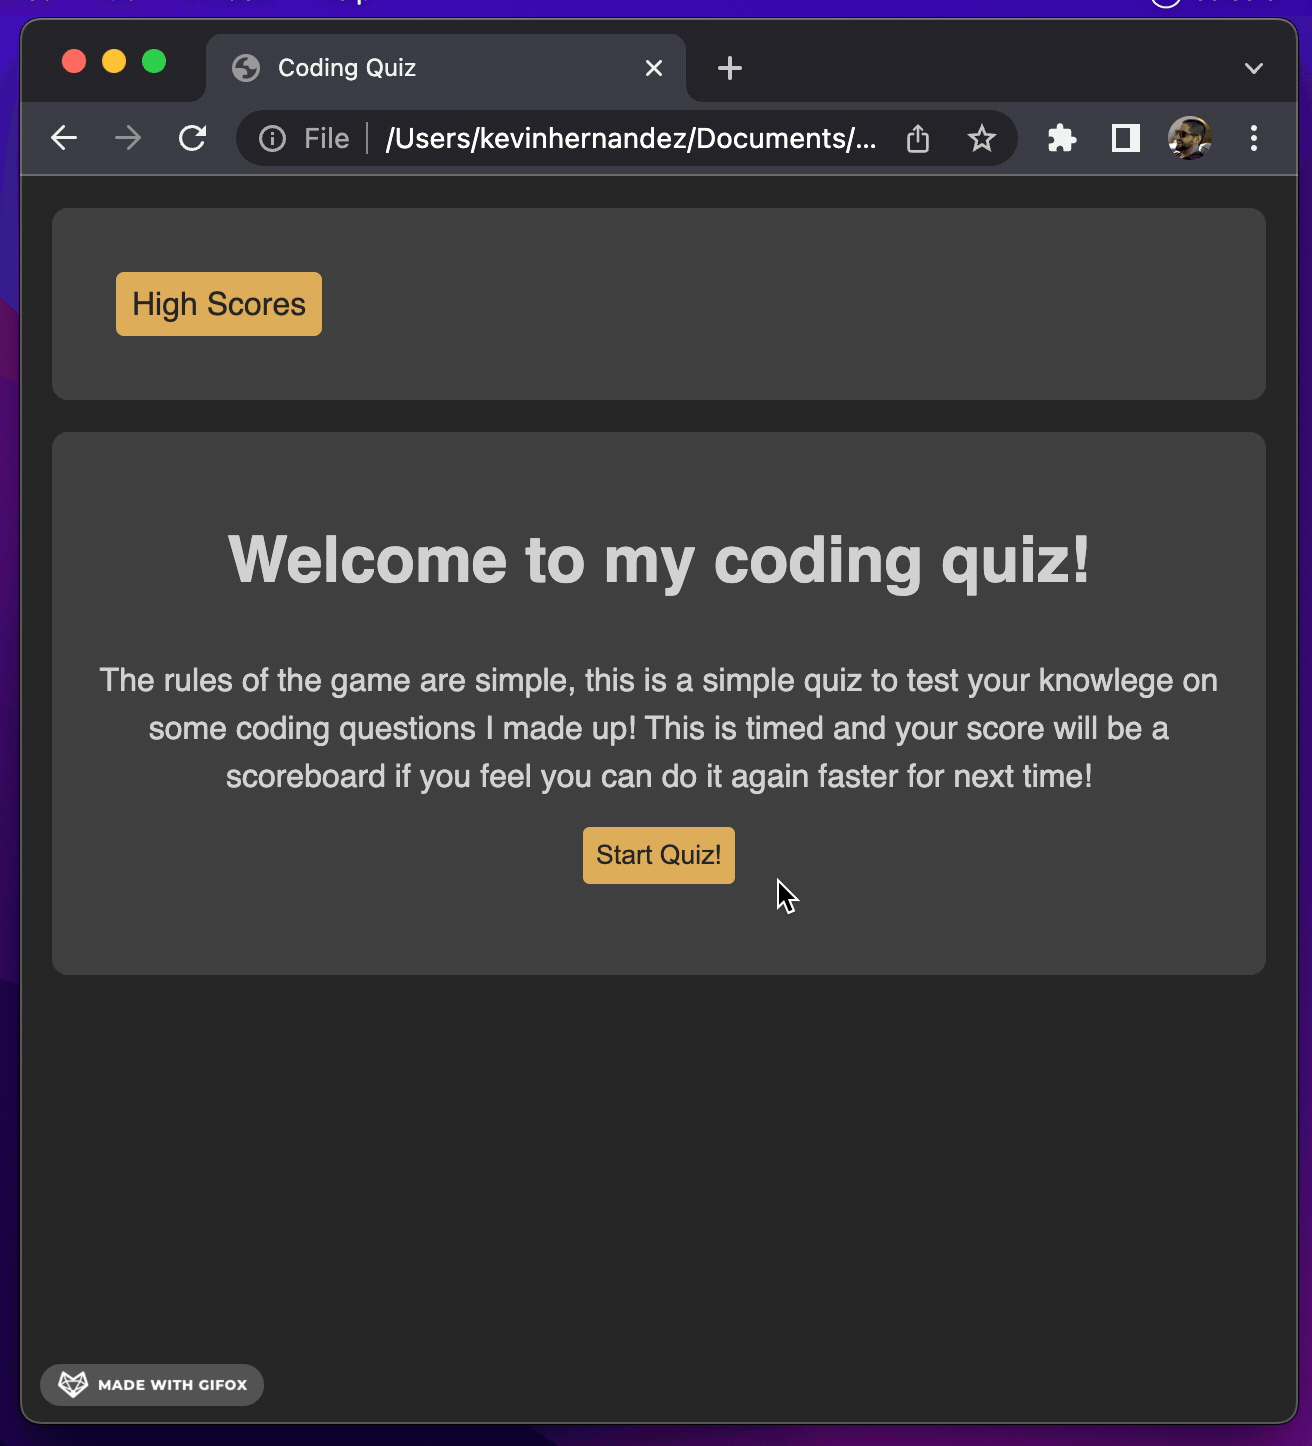 Coding Quiz
File
/Users/kevinhernandez/Documents/...
High Scores
Welcome to my coding quiz!
The rules of the game are simple, this is a simple quiz to test your knowlege on
some coding questions I made up! This is timed and your score will be a
scoreboard if you feel you can do it again faster for next time!
Start Quiz!
MADE WITH GIFOX